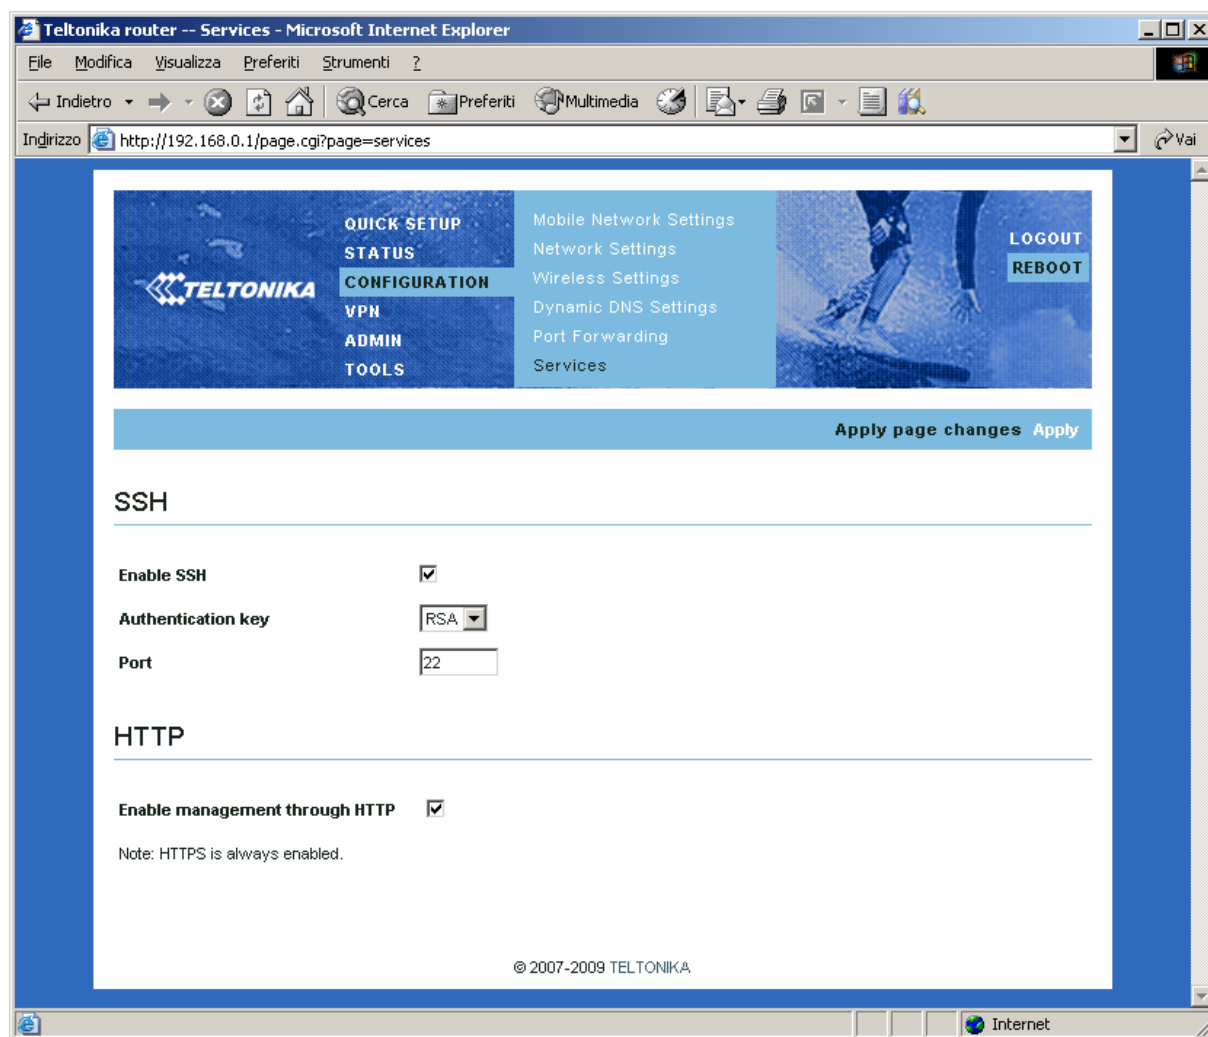 Teltonika router -- Services - Microsoft Internet Explorer
File Modifica Visualizza Preferiti Strumenti ?
Indietro Cerca Preferiti Multimedia
Indirizzo http://192.168.0.1/page.cgi?page=services Vai
TELTONIKA
QUICK SETUP
STATUS
CONFIGURATION
VPN
ADMIN
TOOLS
Mobile Network Settings
Network Settings
Wireless Settings
Dynamic DNS Settings
Port Forwarding
Services
LOGOUT
REBOOT
Apply page changes Apply
SSH
Enable SSH
Authentication key RSA
Port 22
HTTP
Enable management through HTTP
Note: HTTPS is always enabled.
© 2007-2009 TELTONIKA
Internet